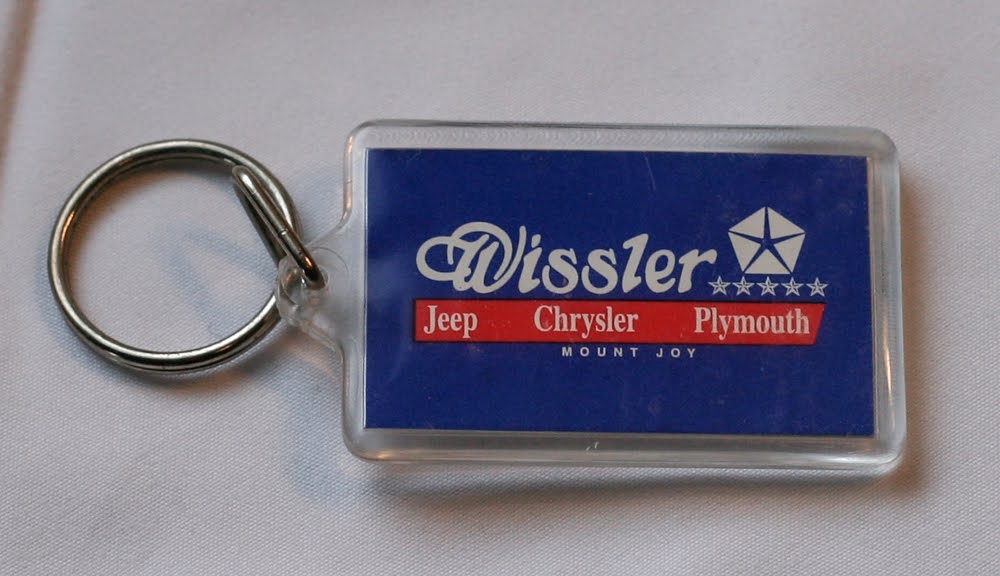 Wissler
Jeep Chrysler Plymouth
MOUNT JOY